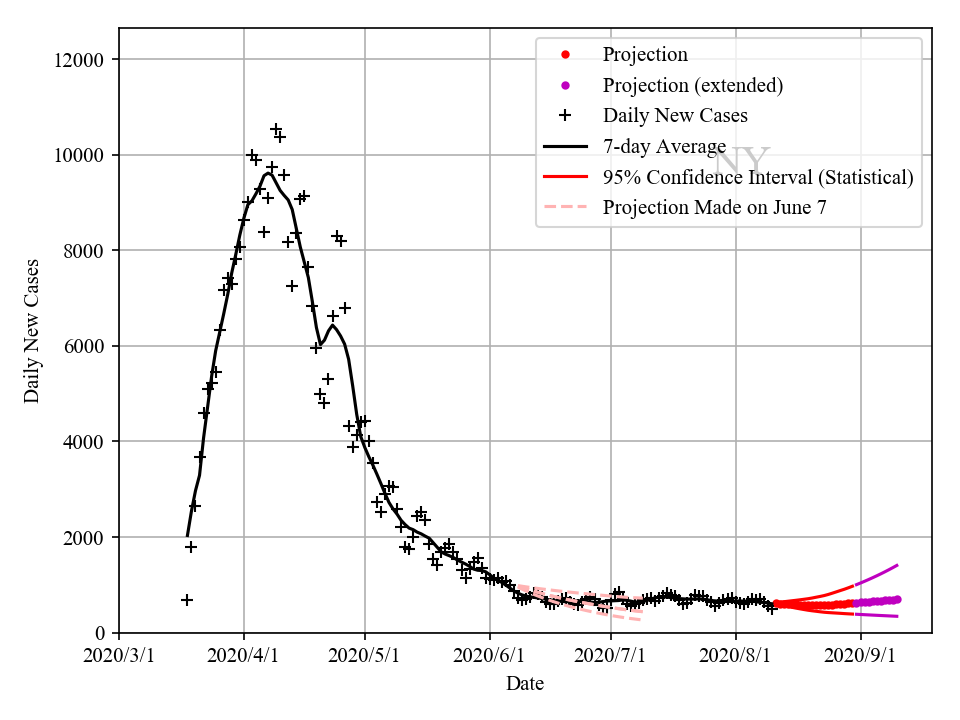 12000
10000
8000
6000
4000
2000
0
Daily New Cases
2020/3/1 2020/4/1 2020/5/1 2020/6/1 2020/7/1 2020/8/1 2020/9/1
Date
Projection
Projection (extended)
Daily New Cases
7-day Average
NY
95% Confidence Interval (Statistical)
Projection Made on June 7